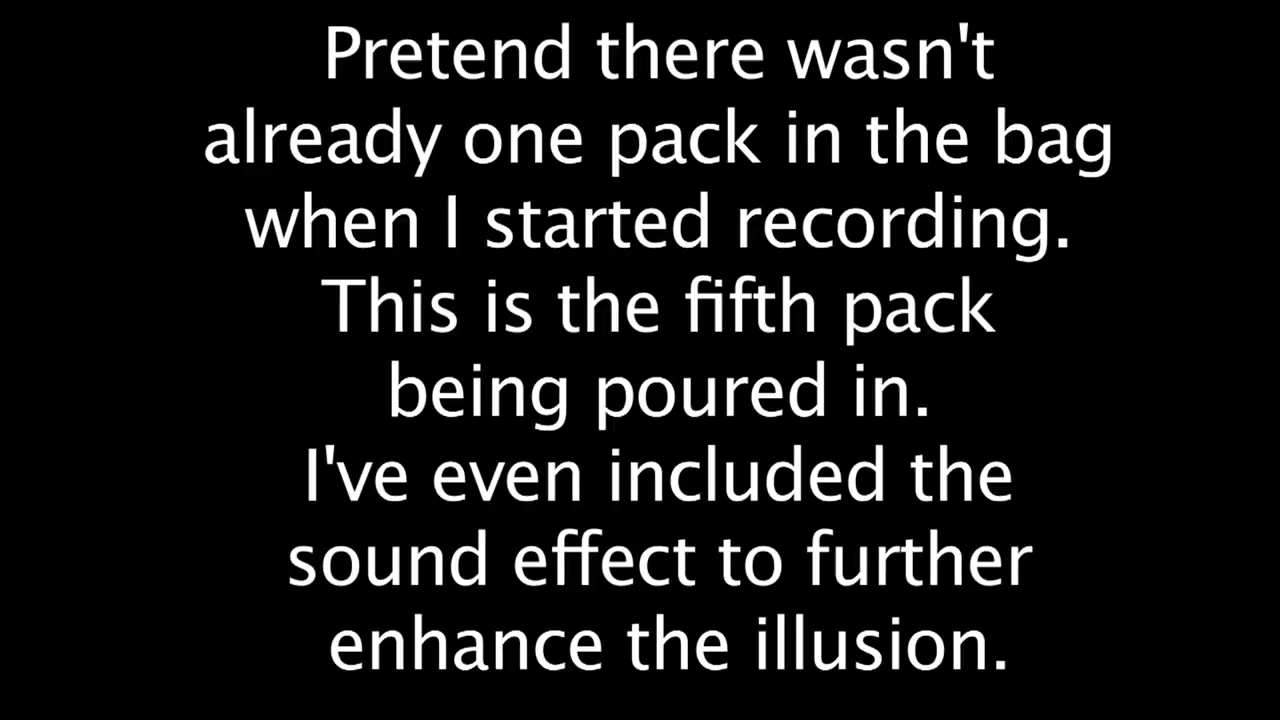 Pretend there wasn't
already one pack in the bag
when I started recording.
This is the fifth pack
being poured in.
I've even included the
sound effect to further
enhance the illusion.